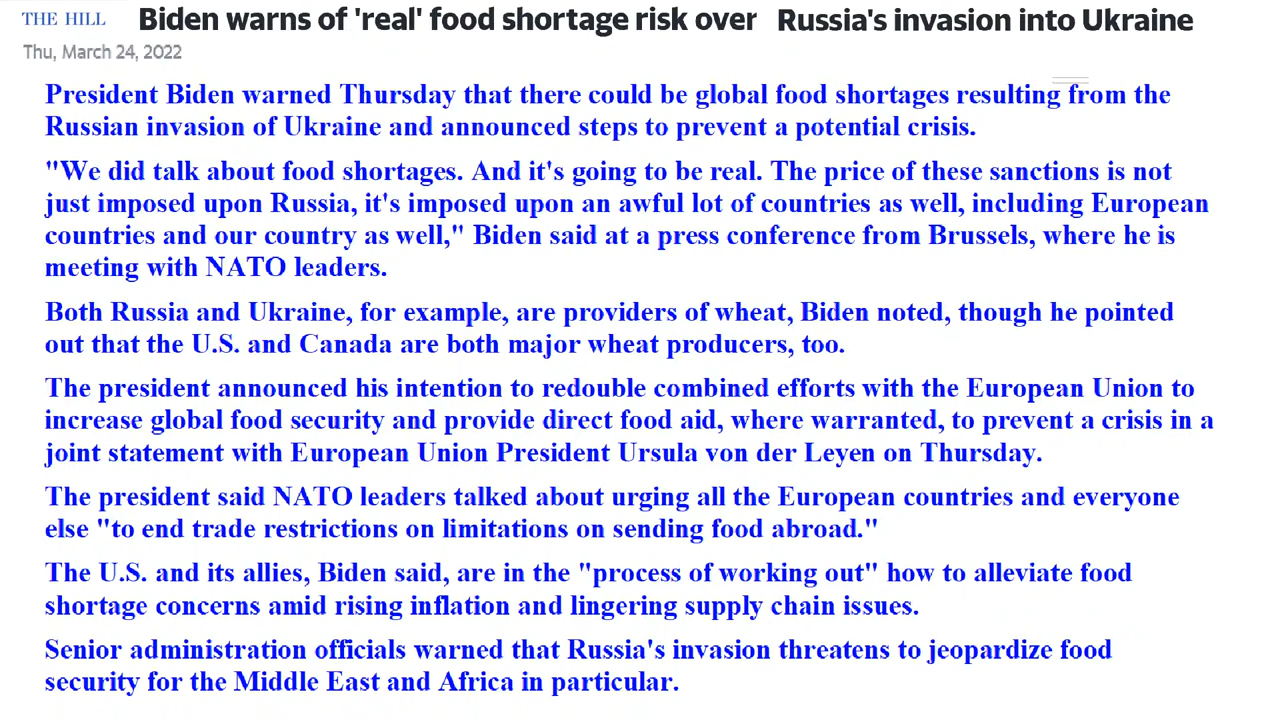 THE HILL Biden warns of 'real' food shortage risk over Russia's invasion into Ukraine
Thu, March 24, 2022
President Biden warned Thursday that there could be global food shortages resulting from the
Russian invasion of Ukraine and announced steps to prevent a potential crisis.
"We did talk about food shortages. And it's going to be real. The price of these sanctions is not
just imposed upon Russia, it's imposed upon an awful lot of countries as well, including European
countries and our country as well," Biden said at a press conference from Brussels, where he is
meeting with NATO leaders.
Both Russia and Ukraine, for example, are providers of wheat, Biden noted, though he pointed
out that the U.S. and Canada are both major wheat producers, too.
The president announced his intention to redouble combined efforts with the European Union to
increase global food security and provide direct food aid, where warranted, to prevent a crisis in a
joint statement with European Union President Ursula von der Leyen on Thursday.
The president said NATO leaders talked about urging all the European countries and everyone
else "to end trade restrictions on limitations on sending food abroad."
The U.S. and its allies, Biden said, are in the "process of working out" how to alleviate food
shortage concerns amid rising inflation and lingering supply chain issues.
Senior administration officials warned that Russia's invasion threatens to jeopardize food
security for the Middle East and Africa in particular.